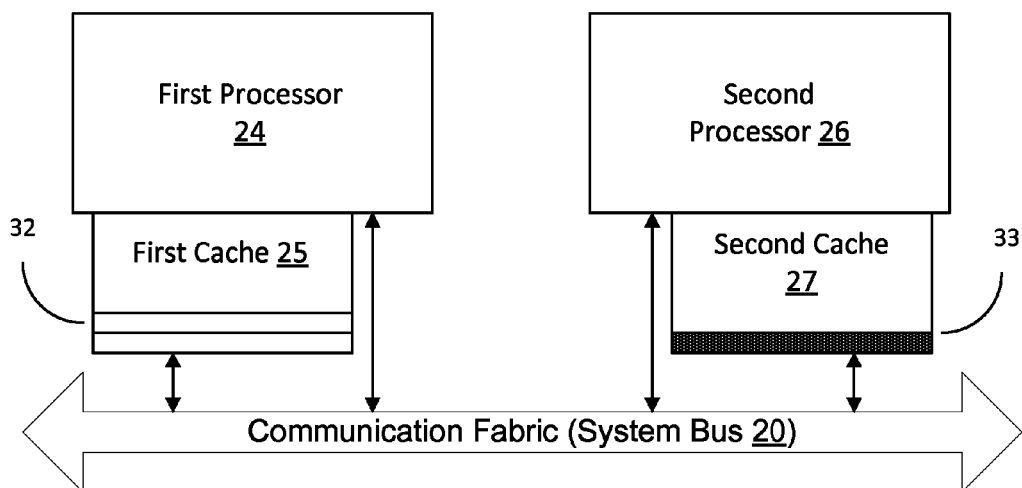 First Processor
24
Second
Processor 26
32
First Cache 25
Second Cache
27
33
Communication Fabric (System Bus 20)